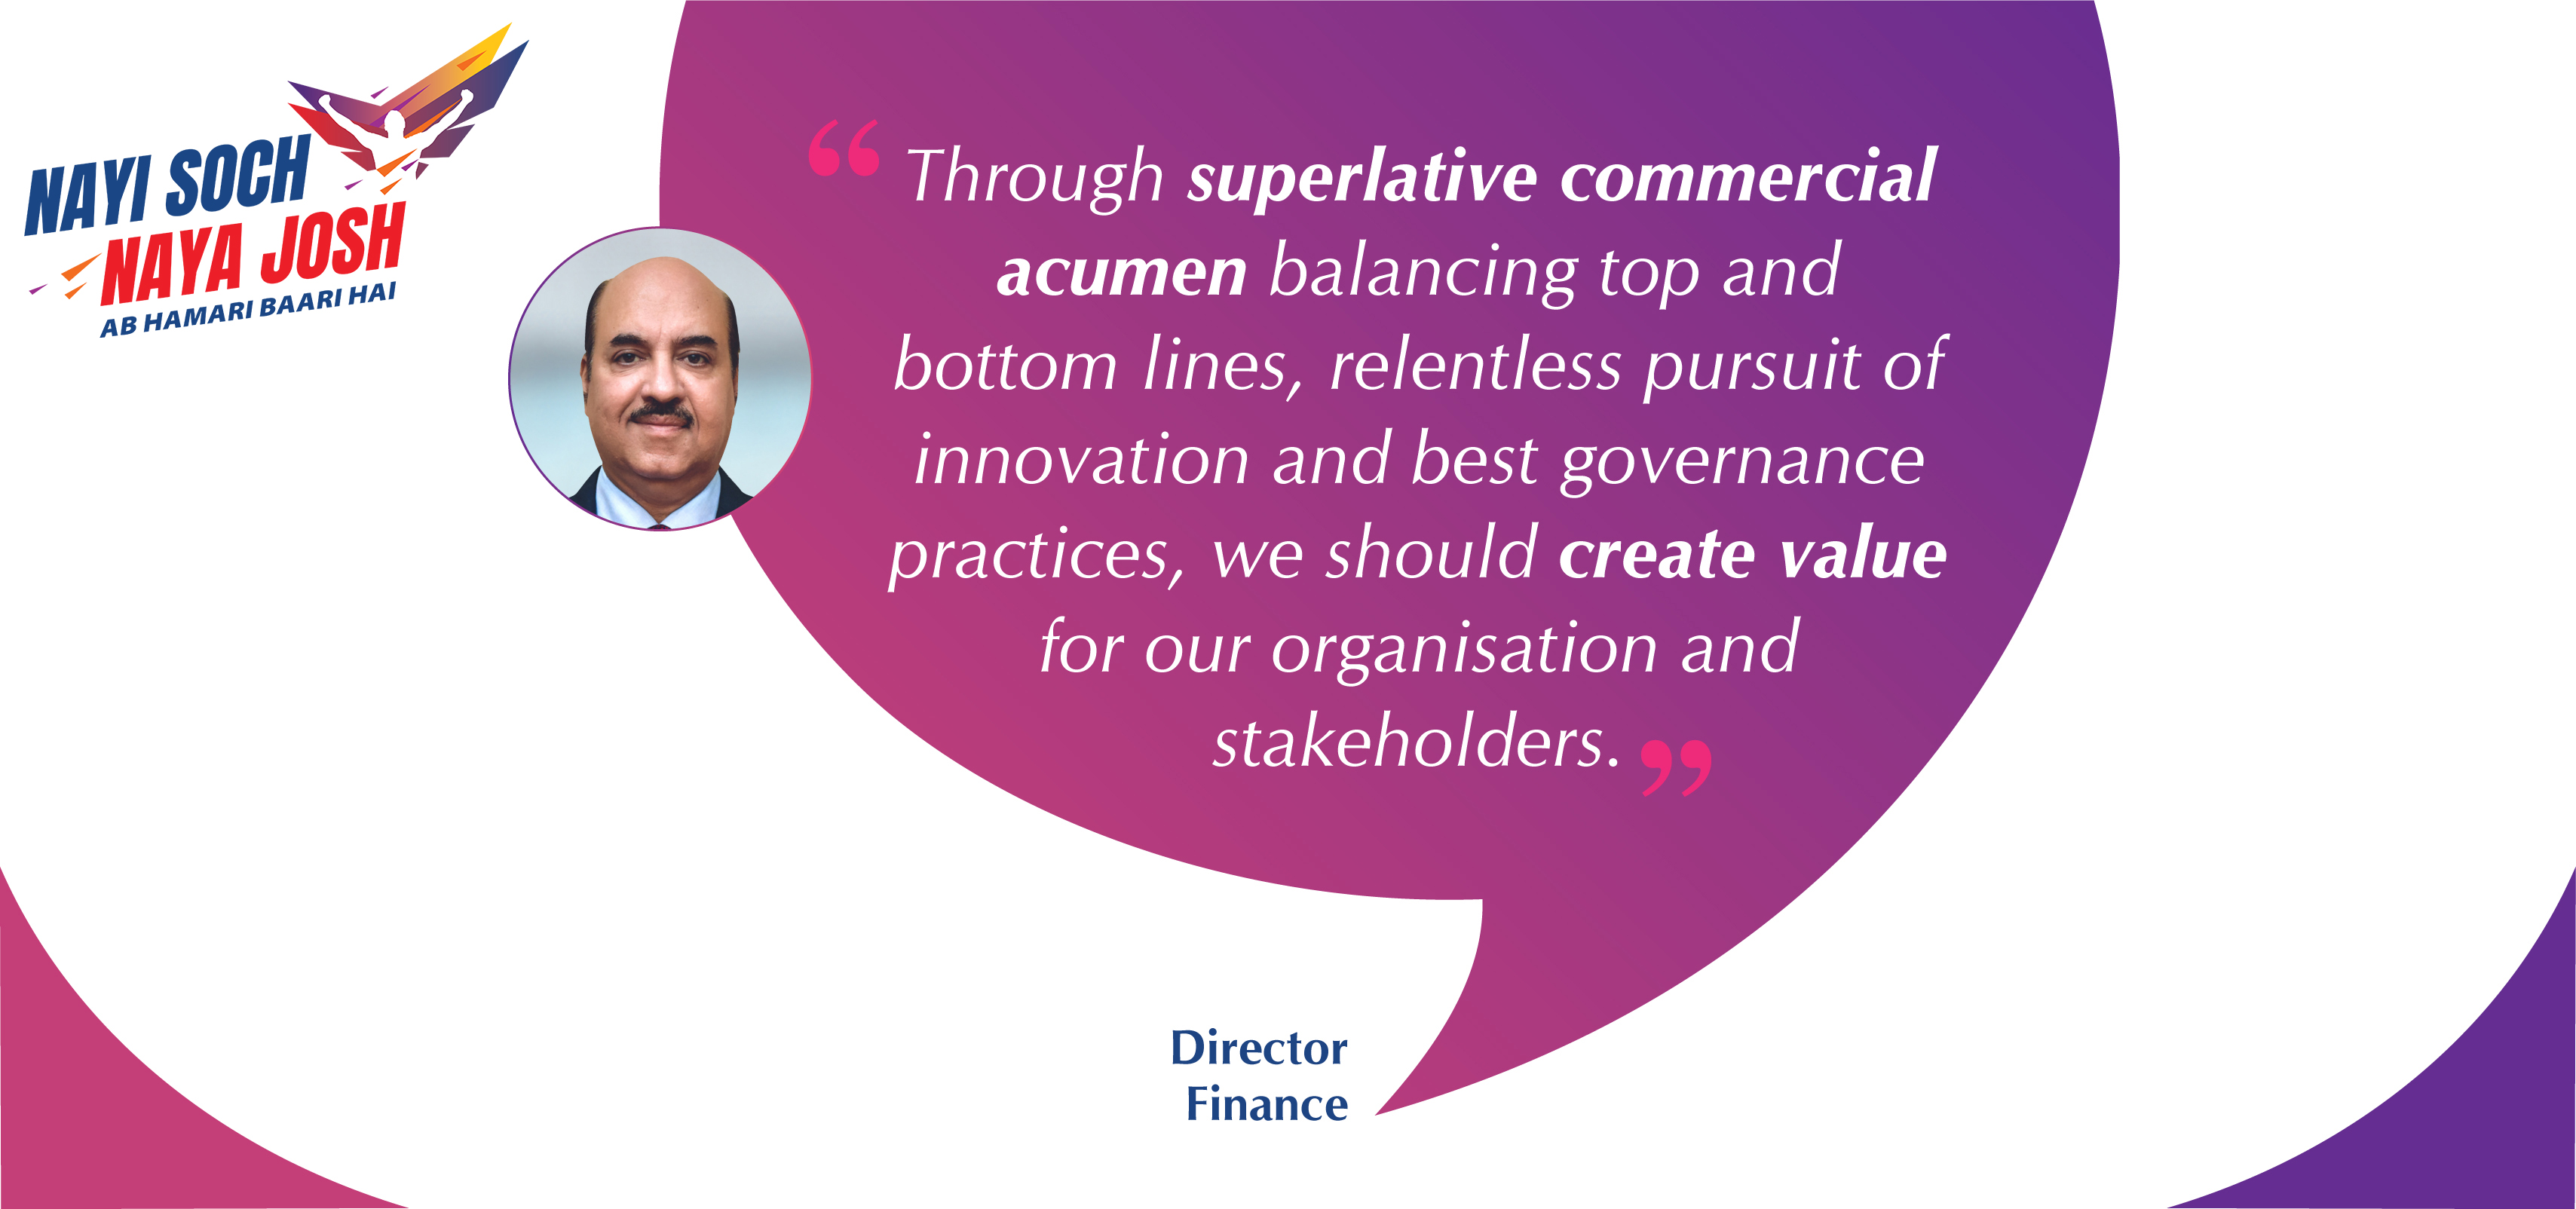 NAYI SOCH
NAYA JOSH
AB HAMARI BAARI HAI
“Through superlative commercial
acumen balancing top and
bottom lines, relentless pursuit of
innovation and best governance
practices, we should create value
for our organisation and
stakeholders.”
Director
Finance